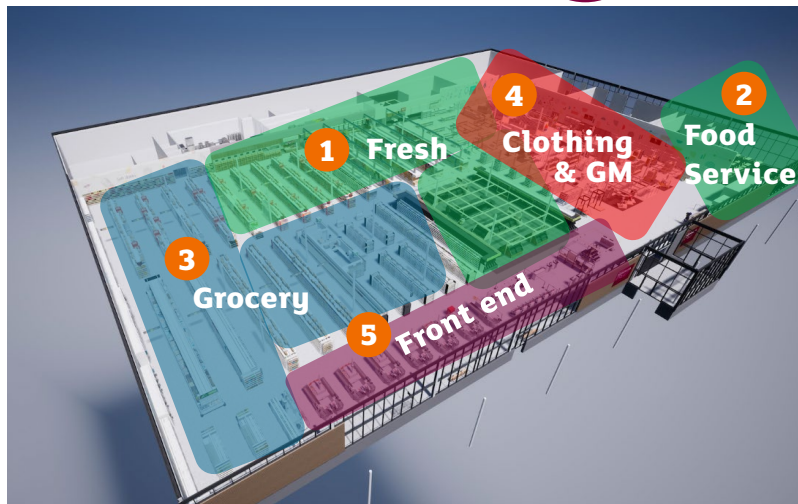 1 Fresh
4
Clothing
& GM
2
Food
Service
3
Grocery
5 Front end